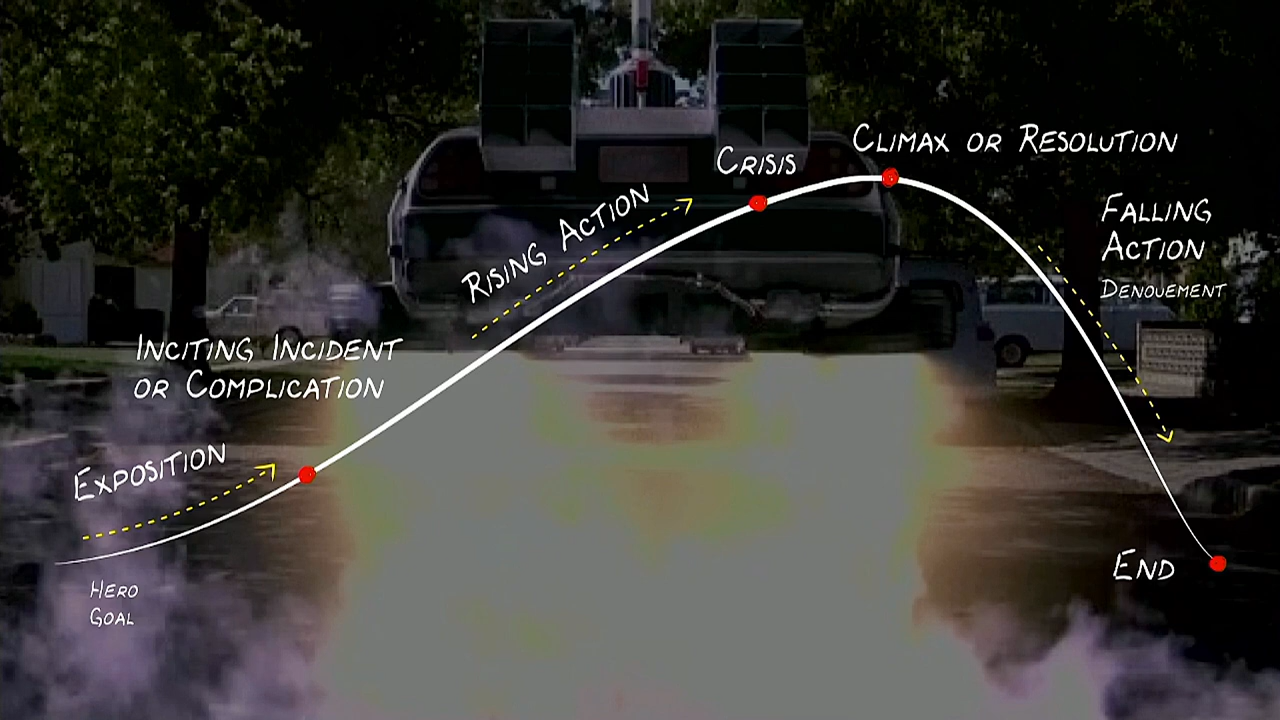 Climax or Resolution
Crisis
Rising Action
Falling
Action
Denouement
Inciting Incident
or Complication
Exposition
Hero
Goal
End